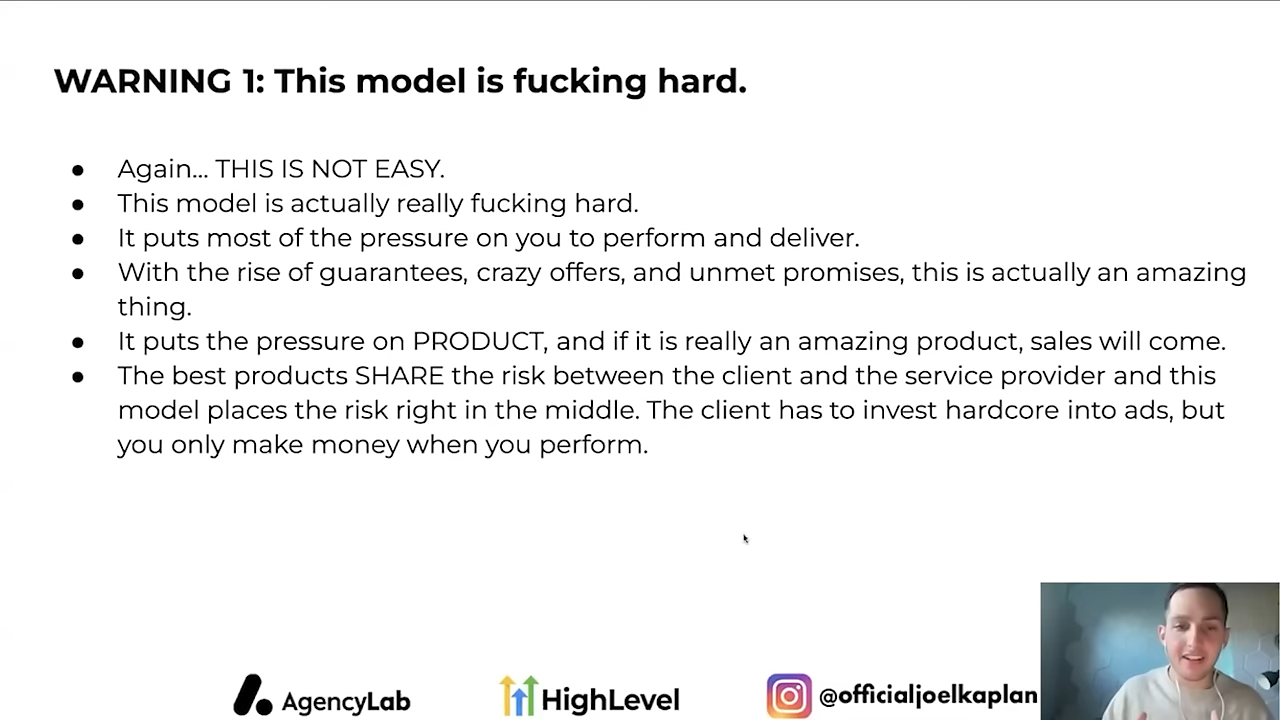 WARNING 1: This model is fucking hard.
● Again... THIS IS NOT EASY.
● This model is actually really fucking hard.
● It puts most of the pressure on you to perform and deliver.
● With the rise of guarantees, crazy offers, and unmet promises, this is actually an amazing
thing.
● It puts the pressure on PRODUCT, and if it is really an amazing product, sales will come.
● The best products SHARE the risk between the client and the service provider and this
model places the risk right in the middle. The client has to invest hardcore into ads, but
you only make money when you perform.
AgencyLab HighLevel @officialjoelkaplan